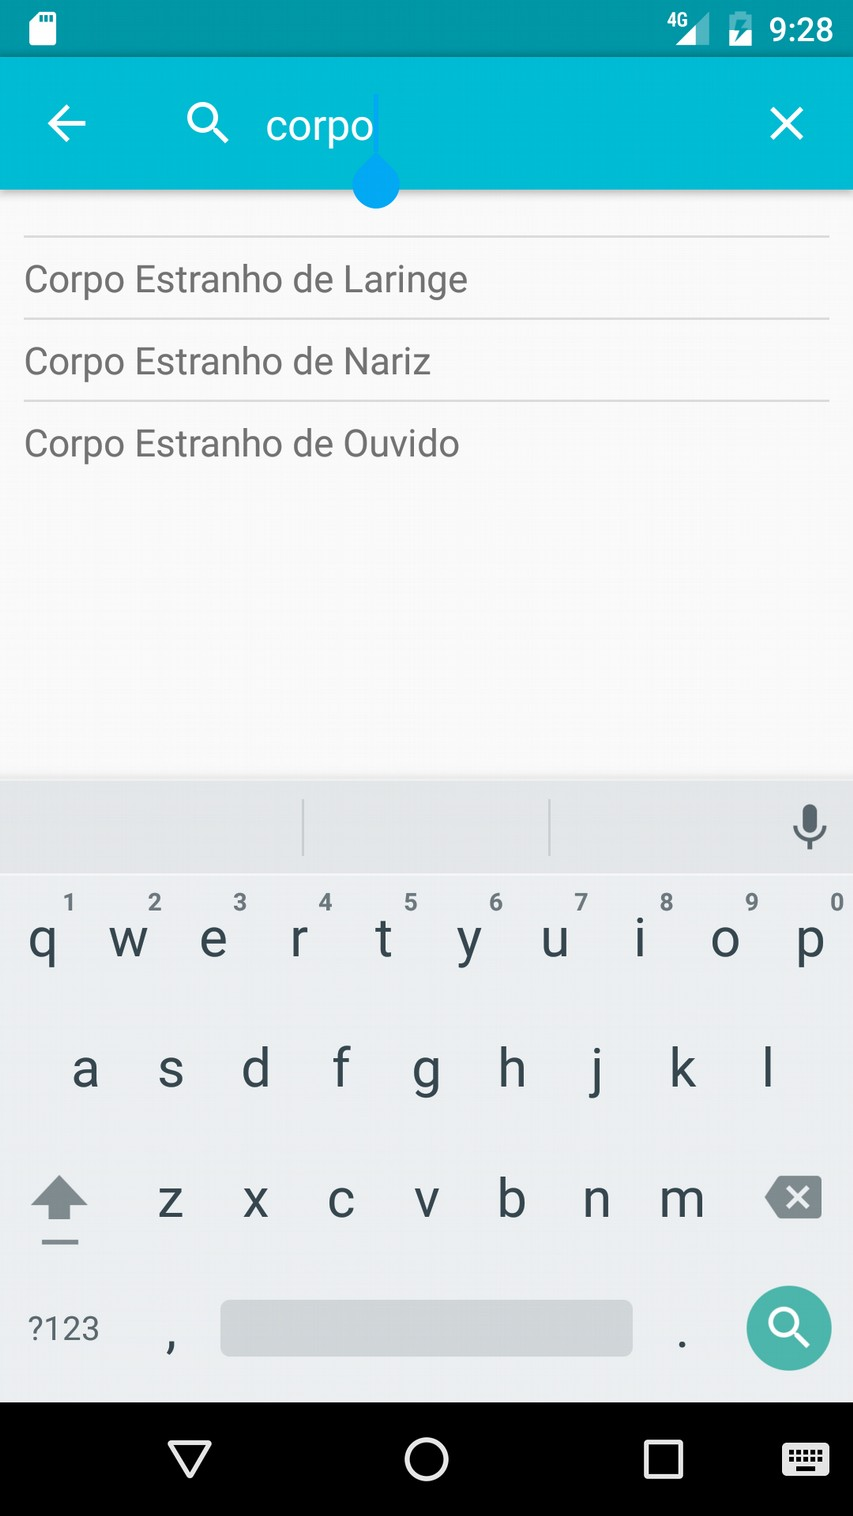 4G 9:28
corpo
Corpo Estranho de Laringe
Corpo Estranho de Nariz
Corpo Estranho de Ouvido
1 2 3 4 5 6 7 8 9 0
q w e r t y u i o p
a s d f g h j k l
z x c v b n m
?123 , .